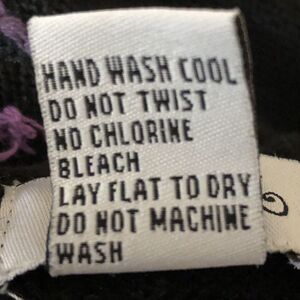 HAND WASH COOL
DO NOT TWIST
NO CHLORINE
BLEACH
LAY FLAT TO DRY
DO NOT MACHINE
WASH